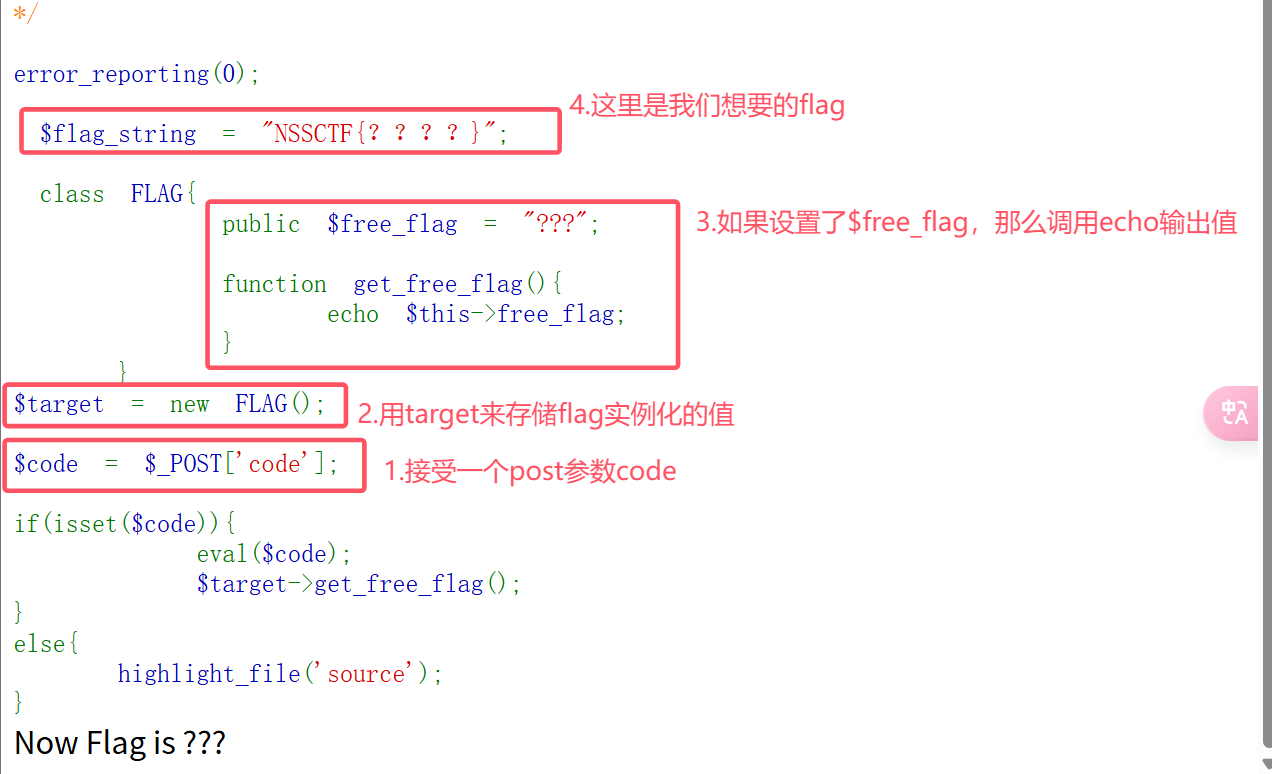 */
error_reporting(0);
$flag_string = "NSSCTF{????}"; 4.这里是我们想要的flag
class FLAG{
public $free_flag = "???"; 3.如果设置了$free_flag，那么调用echo输出值
function get_free_flag(){
echo $this->free_flag;
}
}
$target = new FLAG(); 2.用target来存储flag实例化的值
$code = $_POST['code']; 1.接受一个post参数code
if(isset($code)){
eval($code);
$target->get_free_flag();
}
else{
highlight_file('source');
}
Now Flag is ???
中A